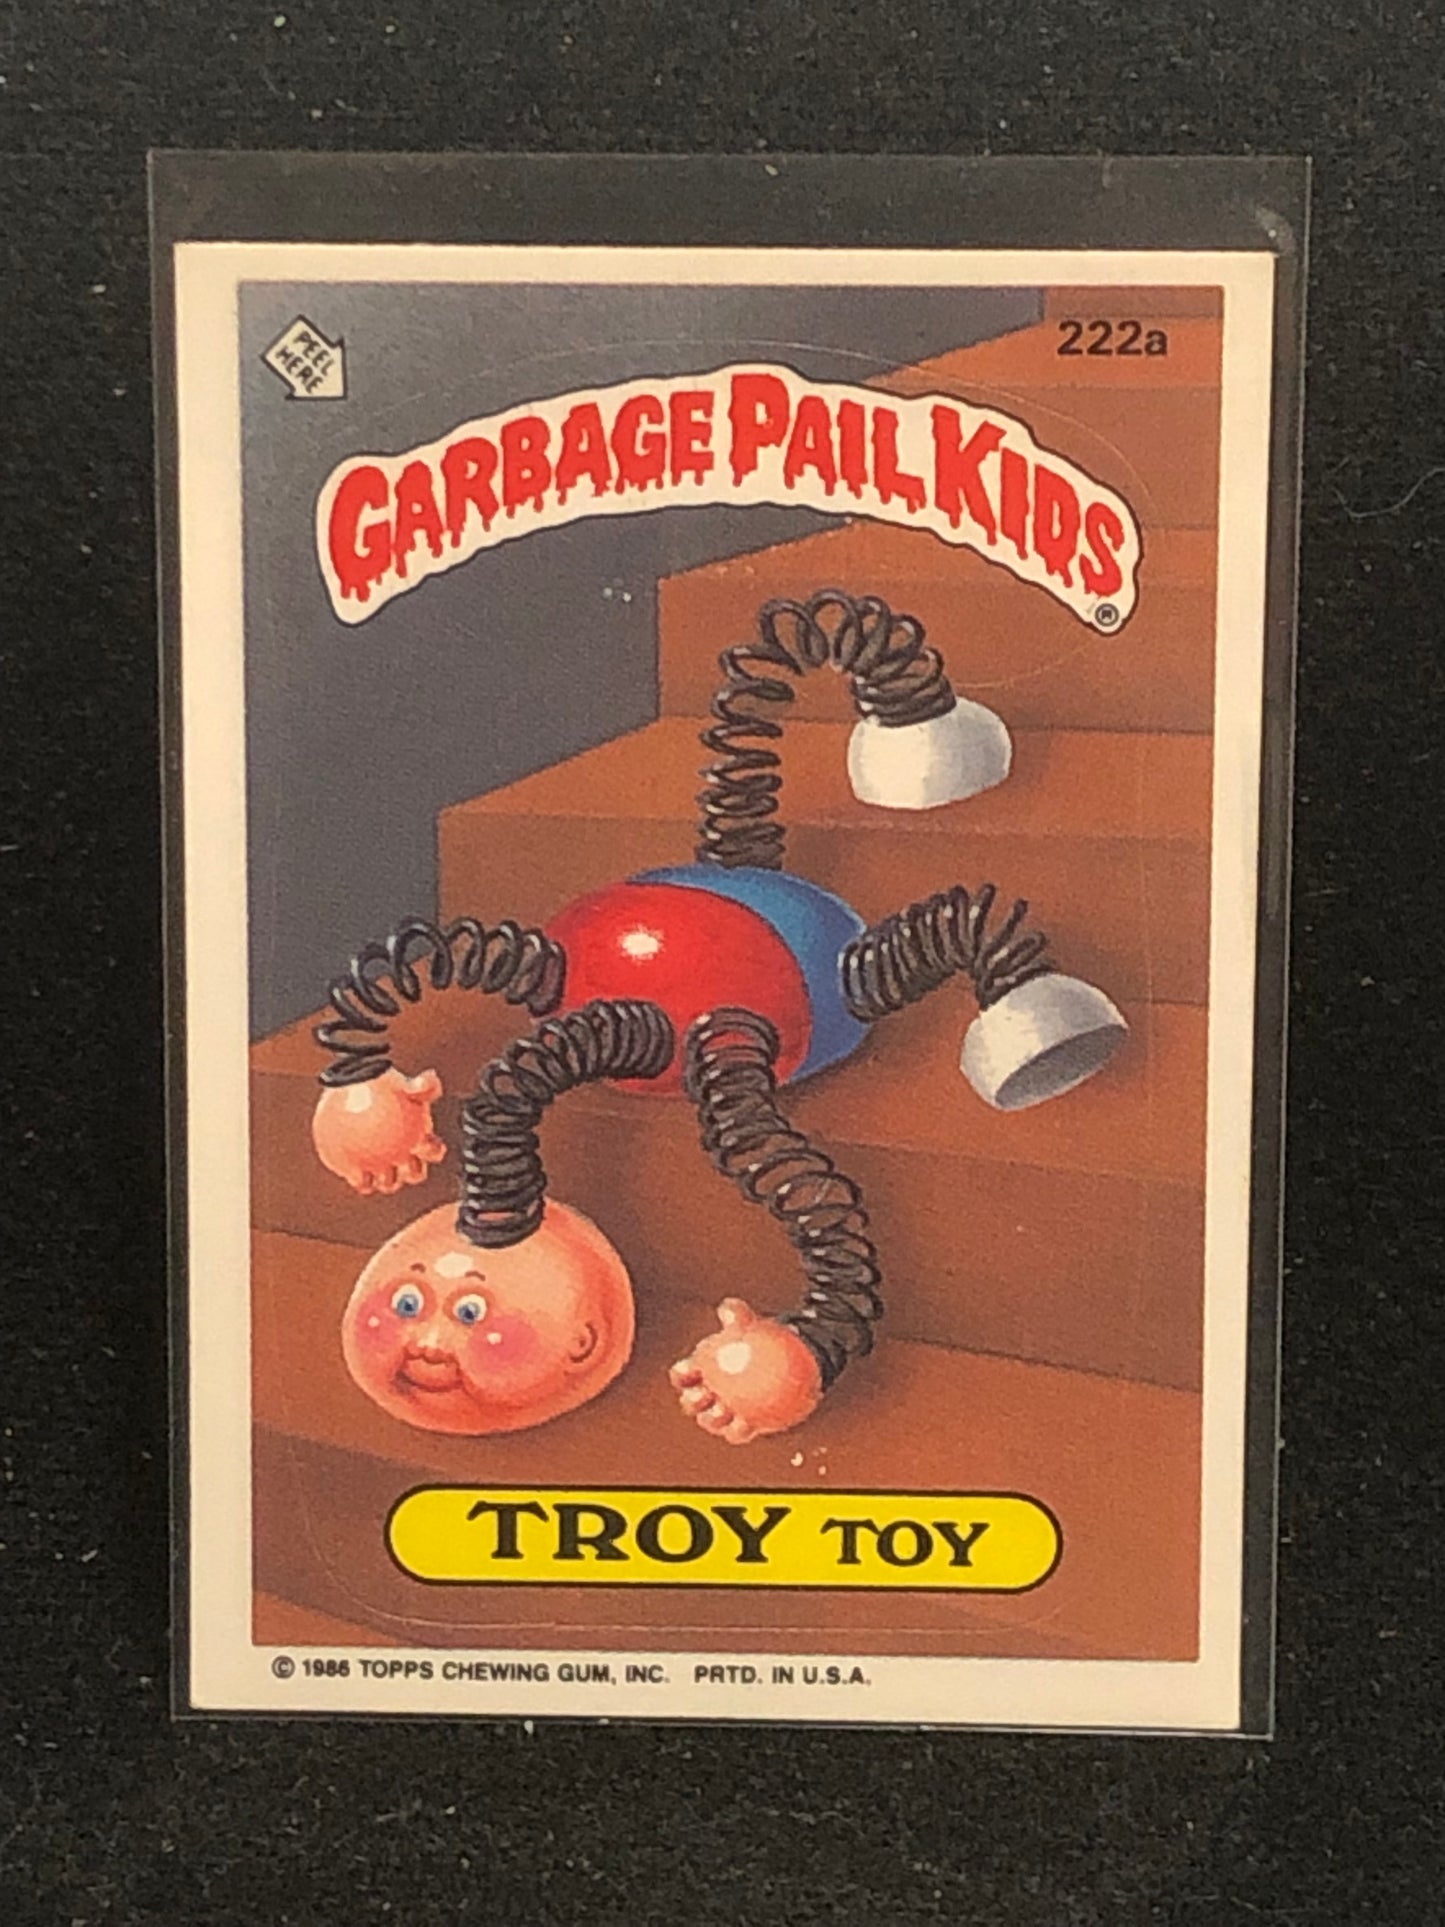 PEEL
HERE
222a
GARBAGE PAIL KIDS
®
TROY TOY
© 1986 TOPPS CHEWING GUM, INC. PRTD. IN U.S.A.